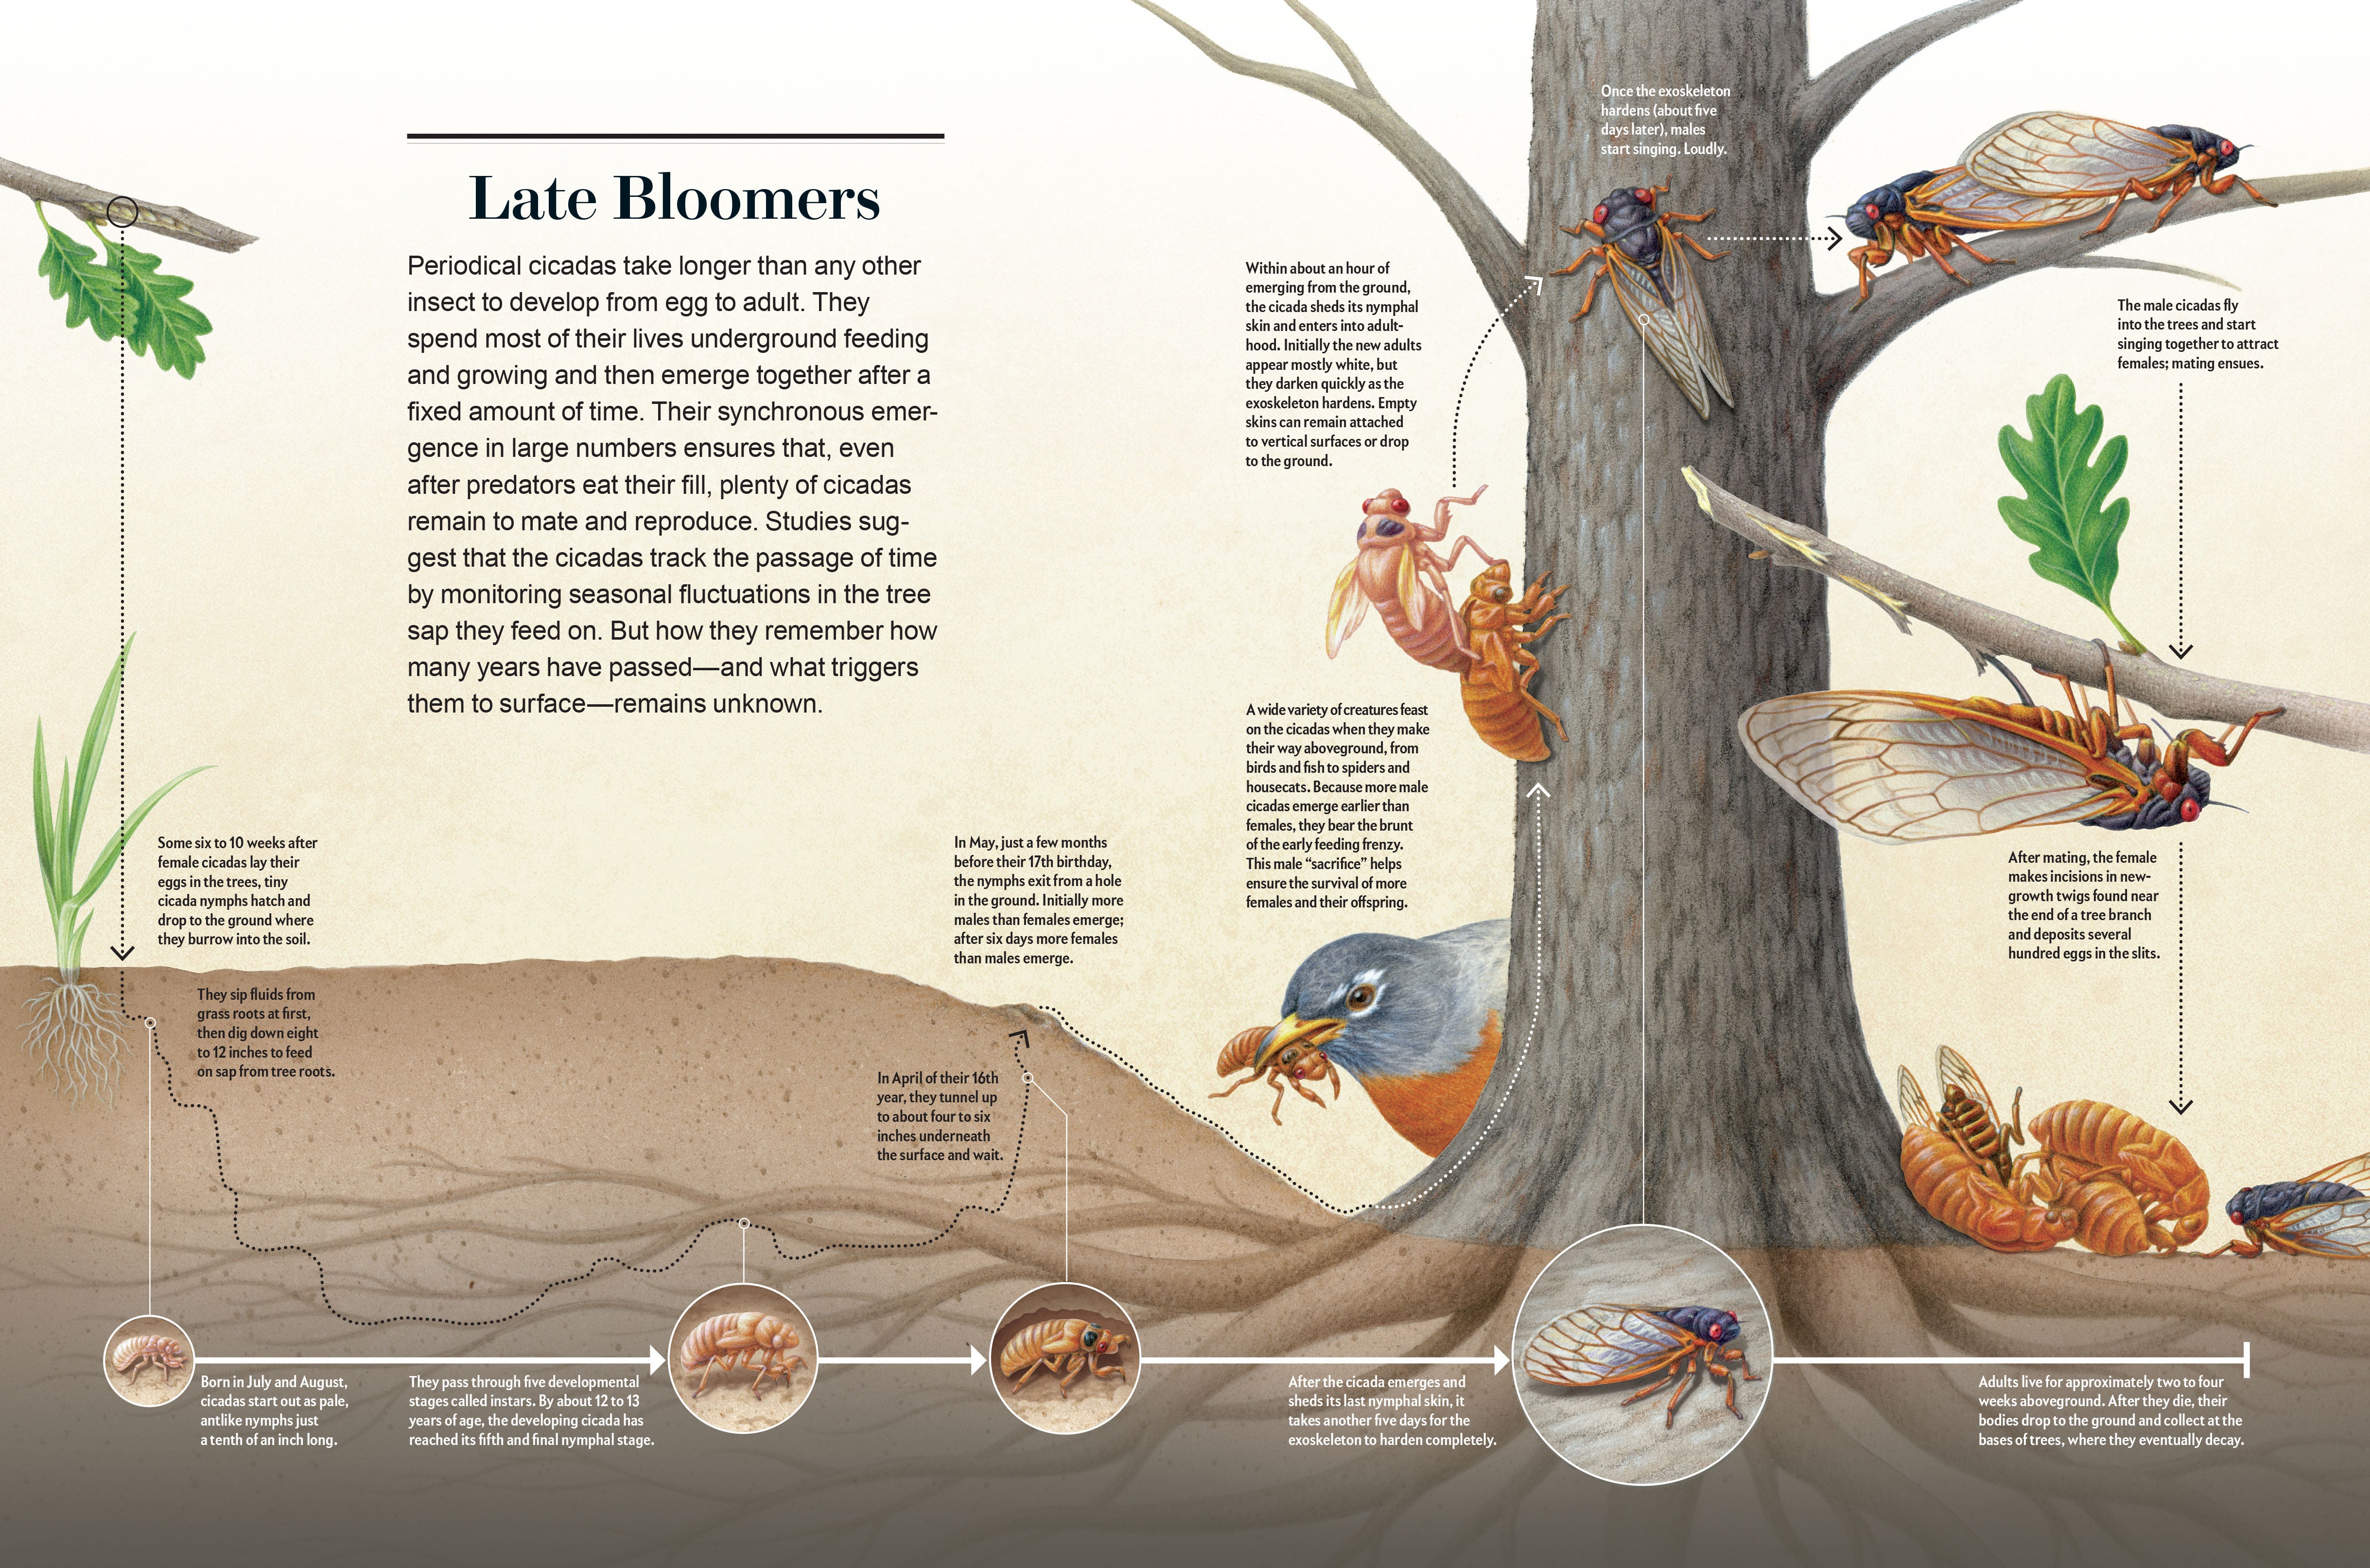 Late Bloomers
Periodical cicadas take longer than any other
insect to develop from egg to adult. They
spend most of their lives underground feeding
and growing and then emerge together after a
fixed amount of time. Their synchronous emer-
gence in large numbers ensures that, even
after predators eat their fill, plenty of cicadas
remain to mate and reproduce. Studies sug-
gest that the cicadas track the passage of time
by monitoring seasonal fluctuations in the tree
sap they feed on. But how they remember how
many years have passed—and what triggers
them to surface—remains unknown.
Some six to 10 weeks after
female cicadas lay their
eggs in the trees, tiny
cicada nymphs hatch and
drop to the ground where
they burrow into the soil.
They sip fluids from
grass roots at first,
then dig down eight
to 12 inches to feed
on sap from tree roots.
Born in July and August,
cicadas start out as pale,
antlike nymphs just
a tenth of an inch long.
They pass through five developmental
stages called instars. By about 12 to 13
years of age, the developing cicada has
reached its fifth and final nymphal stage.
In April of their 16th
year, they tunnel up
to about four to six
inches underneath
the surface and wait.
In May, just a few months
before their 17th birthday,
the nymphs exit from a hole
in the ground. Initially more
males than females emerge;
after six days more females
than males emerge.
A wide variety of creatures feast
on the cicadas when they make
their way aboveground, from
birds and fish to spiders and
housecats. Because more male
cicadas emerge earlier than
females, they bear the brunt
of the early feeding frenzy.
This male “sacrifice” helps
ensure the survival of more
females and their offspring.
Within about an hour of
emerging from the ground,
the cicada sheds its nymphal
skin and enters into adult-
hood. Initially the new adults
appear mostly white, but
they darken quickly as the
exoskeleton hardens. Empty
skins can remain attached
to vertical surfaces or drop
to the ground.
Once the exoskeleton
hardens (about five
days later), males
start singing. Loudly.
The male cicadas fly
into the trees and start
singing together to attract
females; mating ensues.
After mating, the female
makes incisions in new-
growth twigs found near
the end of a tree branch
and deposits several
hundred eggs in the slits.
After the cicada emerges and
sheds its last nymphal skin, it
takes another five days for the
exoskeleton to harden completely.
Adults live for approximately two to four
weeks aboveground. After they die, their
bodies drop to the ground and collect at the
bases of trees, where they eventually decay.